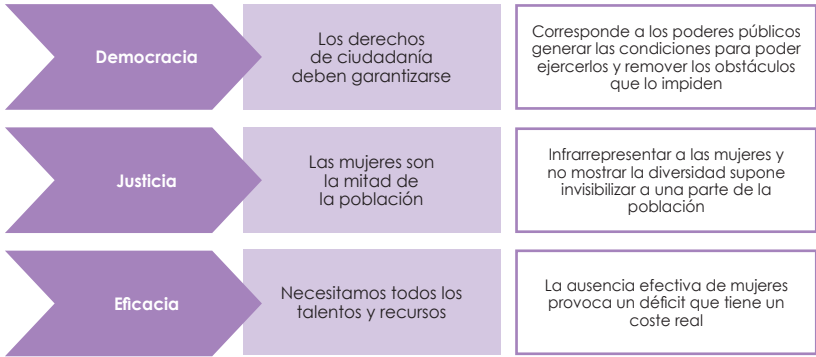 Democracia
Los derechos
de ciudadanía
deben garantizarse
Corresponde a los poderes públicos
generar las condiciones para poder
ejercerlos y remover los obstáculos
que lo impiden
Justicia
Las mujeres son
la mitad de
la población
Infrarrepresentar a las mujeres y
no mostrar la diversidad supone
invisibilizar a una parte de la
población
Eficacia
Necesitamos todos los
talentos y recursos
La ausencia efectiva de mujeres
provoca un déficit que tiene un
coste real